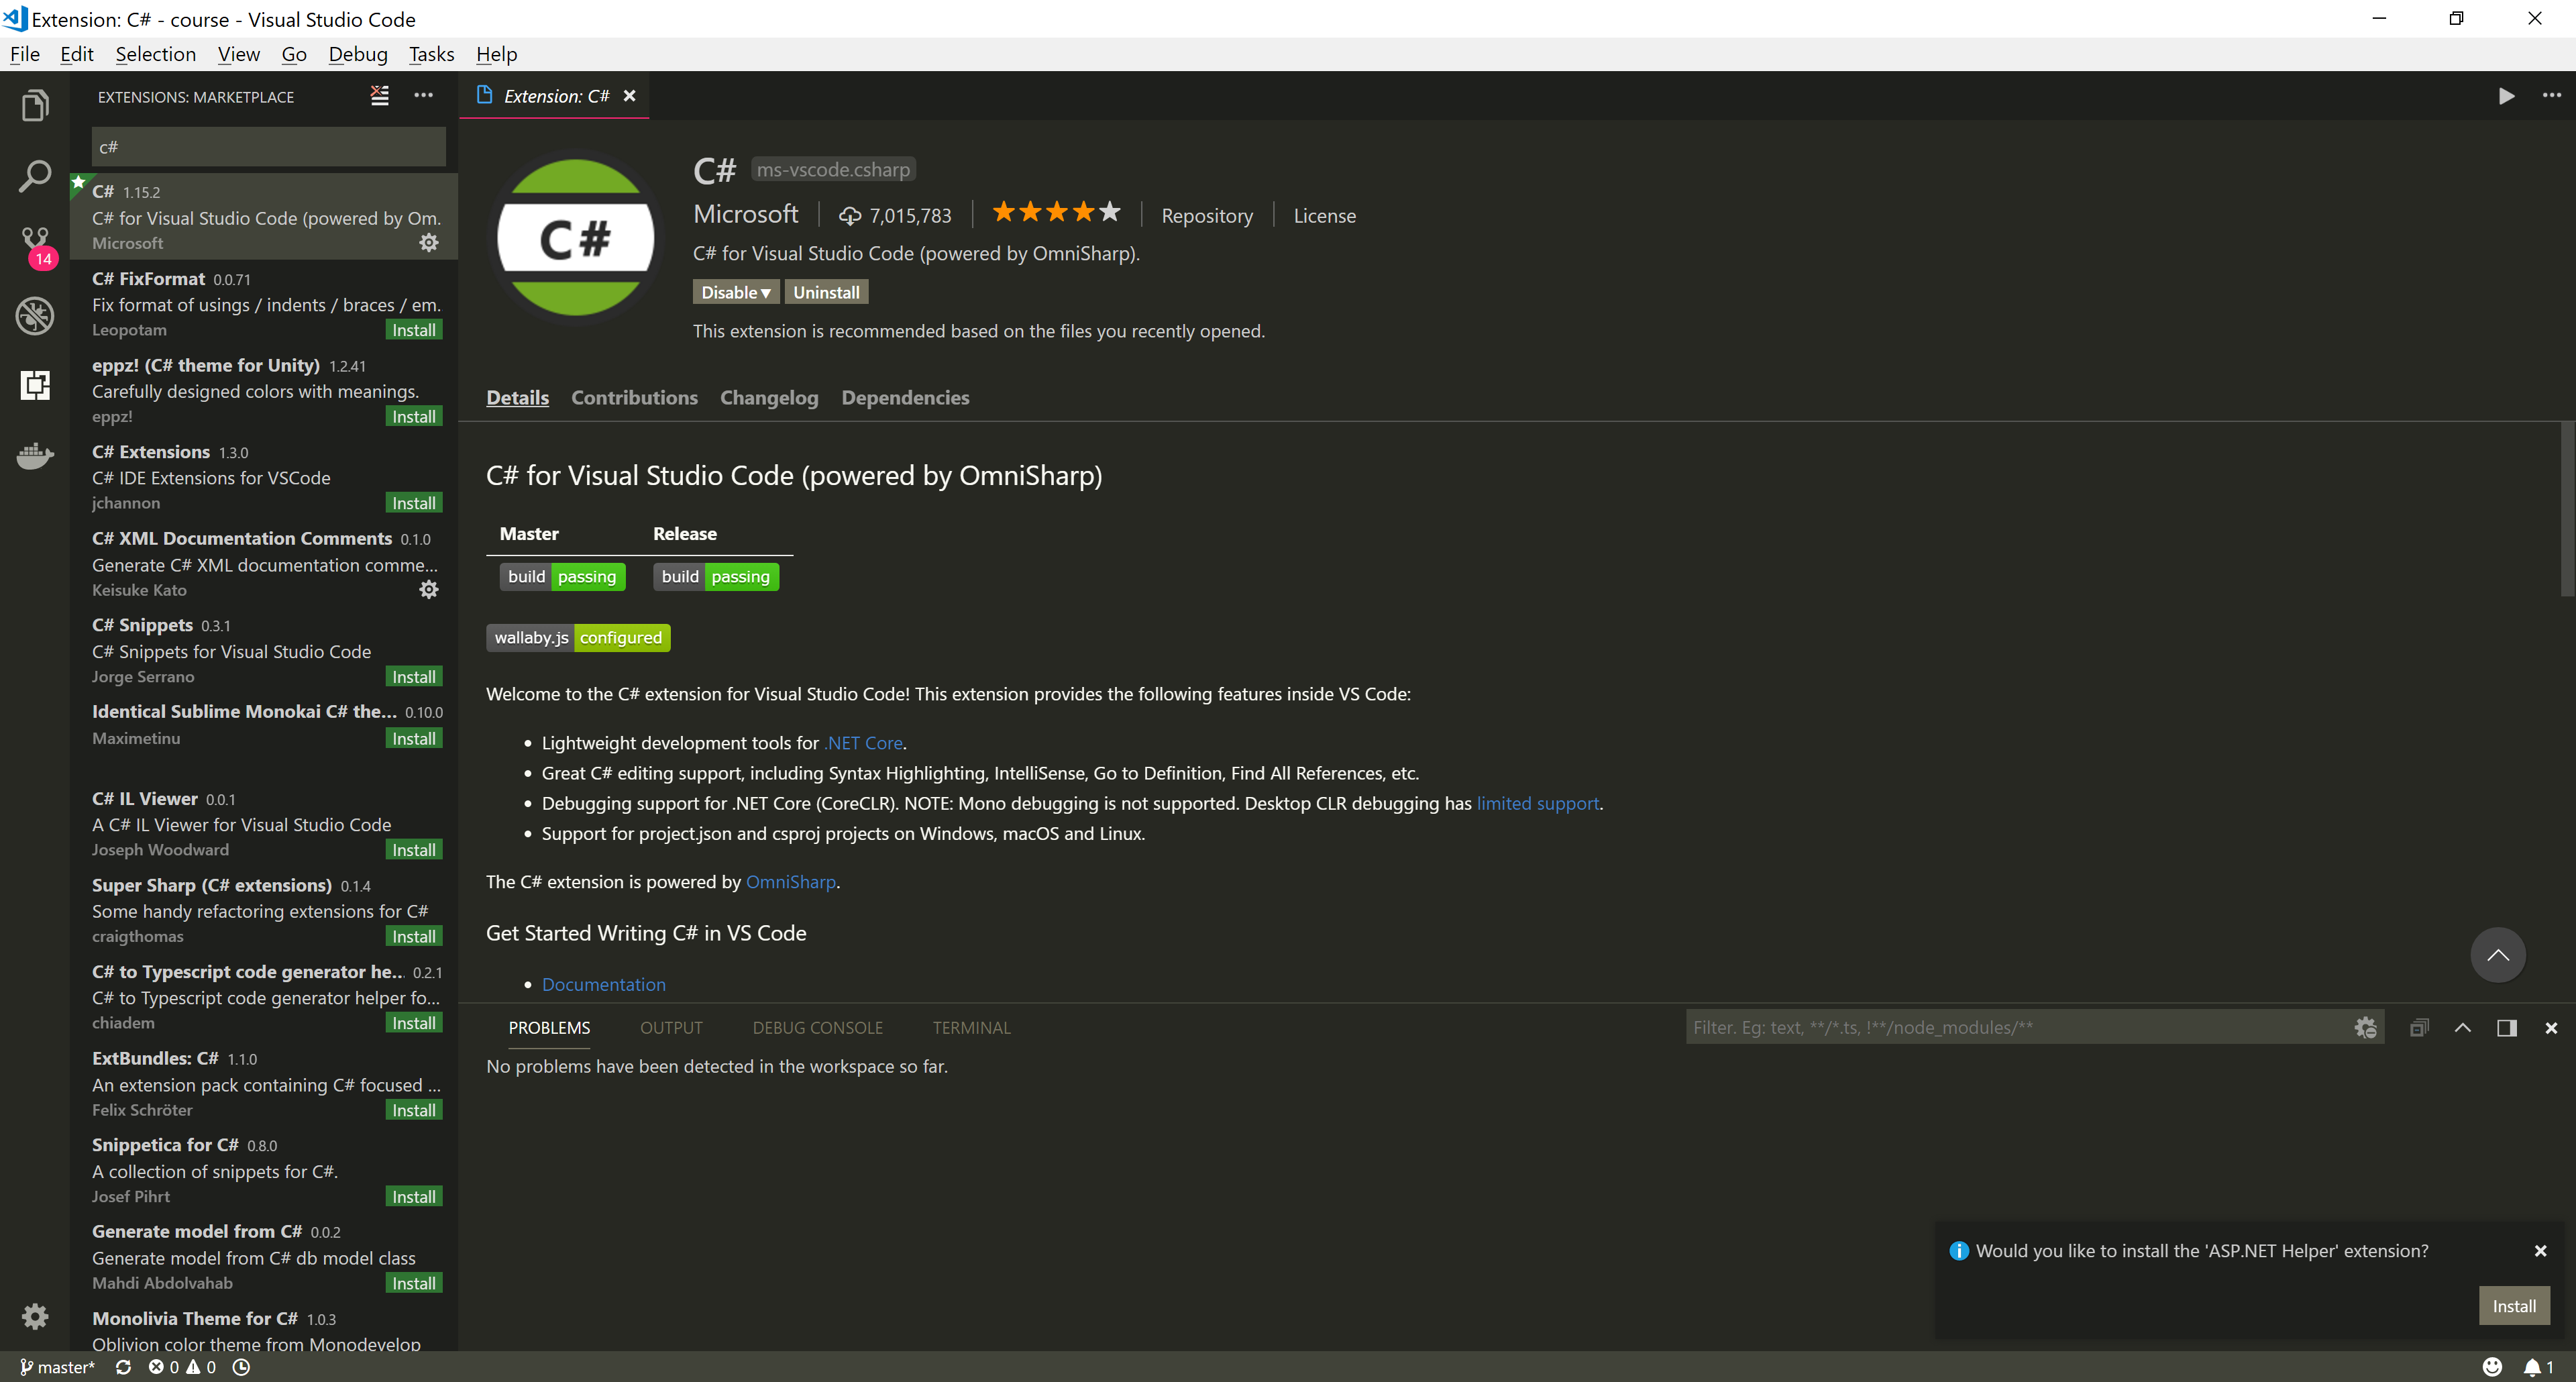 Extension: C# - course - Visual Studio Code
File Edit Selection View Go Debug Tasks Help
EXTENSIONS: MARKETPLACE
c#
C# 1.15.2
C# for Visual Studio Code (powered by Om.
Microsoft
C# FixFormat 0.0.71
Fix format of usings / indents / braces / em.
Leopotam Install
eppz! (C# theme for Unity) 1.2.41
Carefully designed colors with meanings.
eppz! Install
C# Extensions 1.3.0
C# IDE Extensions for VSCode
jchannon Install
C# XML Documentation Comments 0.1.0
Generate C# XML documentation comme...
Keisuke Kato
C# Snippets 0.3.1
C# Snippets for Visual Studio Code
Jorge Serrano Install
Identical Sublime Monokai C# the... 0.10.0
Maximetinu Install
C# IL Viewer 0.0.1
A C# IL Viewer for Visual Studio Code
Joseph Woodward Install
Super Sharp (C# extensions) 0.1.4
Some handy refactoring extensions for C#
craigthomas Install
C# to Typescript code generator he... 0.2.1
C# to Typescript code generator helper fo...
chiadem Install
ExtBundles: C# 1.1.0
An extension pack containing C# focused ...
Felix Schröter Install
Snippetica for C# 0.8.0
A collection of snippets for C#.
Josef Pihrt Install
Generate model from C# 0.0.2
Generate model from C# db model class
Mahdi Abdolvahab Install
Monolivia Theme for C# 1.0.3
Oblivion color theme from Monodevelop
14
Extension: C#
C#
C# ms-vscode.csharp
Microsoft 7,015,783 Repository License
C# for Visual Studio Code (powered by OmniSharp).
Disable Uninstall
This extension is recommended based on the files you recently opened.
Details Contributions Changelog Dependencies
C# for Visual Studio Code (powered by OmniSharp)
Master Release
build passing build passing
wallaby.js configured
Welcome to the C# extension for Visual Studio Code! This extension provides the following features inside VS Code:
Lightweight development tools for .NET Core.
Great C# editing support, including Syntax Highlighting, IntelliSense, Go to Definition, Find All References, etc.
Debugging support for .NET Core (CoreCLR). NOTE: Mono debugging is not supported. Desktop CLR debugging has limited support.
Support for project.json and csproj projects on Windows, macOS and Linux.
The C# extension is powered by OmniSharp.
Get Started Writing C# in VS Code
Documentation
PROBLEMS OUTPUT DEBUG CONSOLE TERMINAL
Filter. Eg: text, **/*.ts, !**/node_modules/**
No problems have been detected in the workspace so far.
Would you like to install the 'ASP.NET Helper' extension?
Install
master* 0 0
1